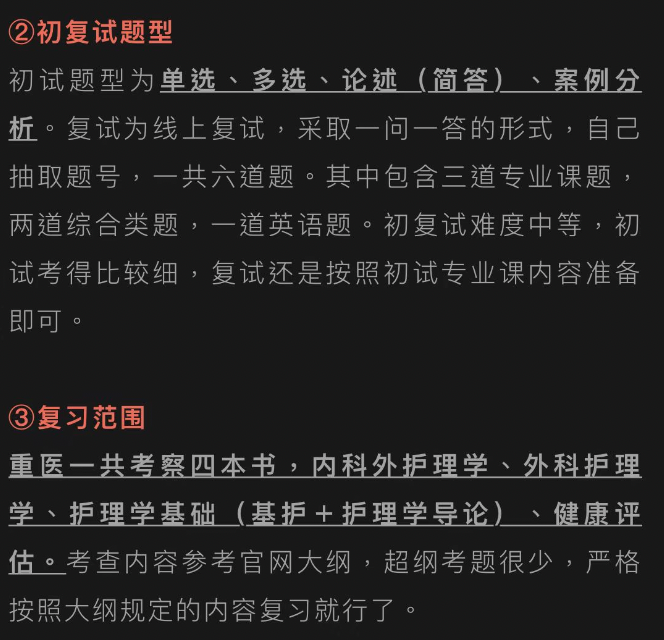 ②初复试题型
初试题型为单选、多选、论述（简答）、案例分
析。复试为线上复试，采取一问一答的形式，自己
抽取题号，一共六道题。其中包含三道专业课题，
两道综合类题，一道英语题。初复试难度中等，初
试考得比较细，复试还是按照初试专业课内容准备
即可。
③复习范围
重医一共考察四本书，内科外护理学、外科护理
学、护理学基础（基护＋护理学导论）、健康评
估。考查内容参考官网大纲，超纲考题很少，严格
按照大纲规定的内容复习就行了。